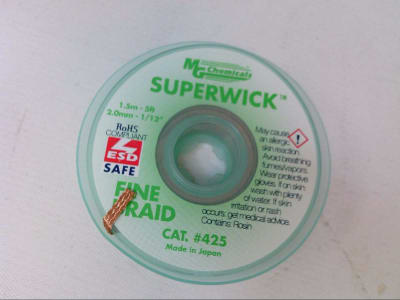 MG Chemicals
SUPERWICK™
1.5m - 5ft
2.0mm - 1/12"
RoHS
COMPLIANT
ESD
SAFE
FINE
BRAID
CAT. #425
Made in Japan
May cause
an allergic
skin reaction.
Avoid breathing
fumes/vapors.
Wear protective
gloves. If on skin
wash with plenty
of water. If skin
irritation or rash
occurs: get medical advice.
Contains: Rosin